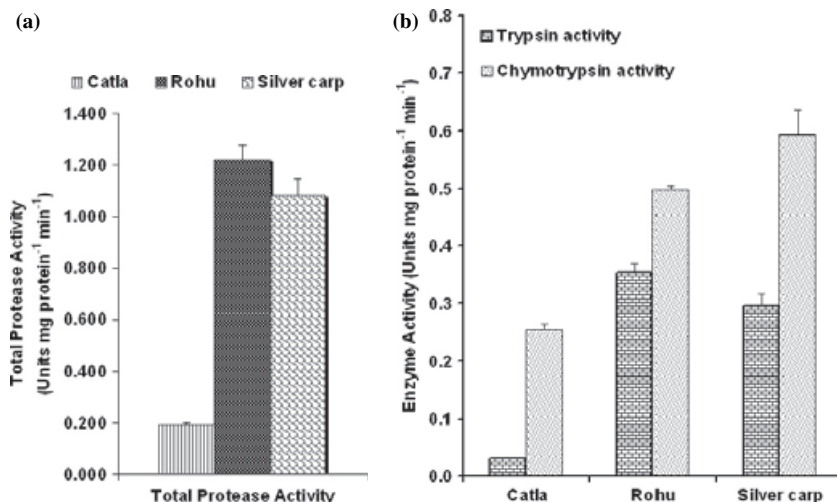 (a)
Catla Rohu Silver carp
Total Protease Activity
(Units mg protein⁻¹ min⁻¹)
1.400
1.200
1.000
0.800
0.600
0.400
0.200
0.000
Total Protease Activity
(b)
Trypsin activity
Chymotrypsin activity
Enzyme Activity (Units mg protein⁻¹ min⁻¹)
0.8
0.7
0.6
0.5
0.4
0.3
0.2
0.1
0.0
Catla Rohu Silver carp